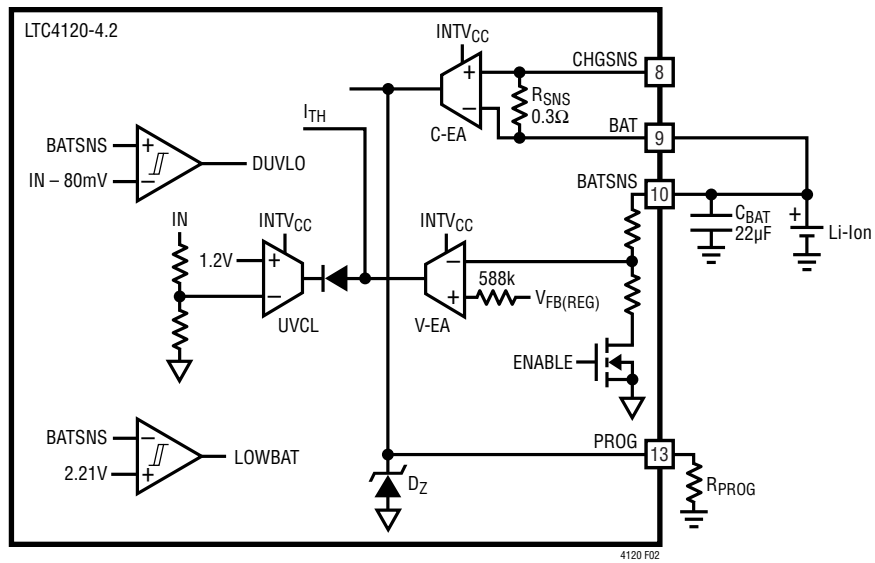 LTC4120-4.2
INTVCC
CHGSNS
8
+
RSNS
0.3Ω
−
C-EA
BAT
9
ITH
BATSNS
+
IN – 80mV
−
DUVLO
BATSNS
10
CBAT
22µF
+
Li-Ion
IN
INTVCC
1.2V
+
−
UVCL
INTVCC
−
+
V-EA
588k
VFB(REG)
ENABLE
BATSNS
−
2.21V
+
LOWBAT
PROG
13
DZ
RPROG
4120 F02